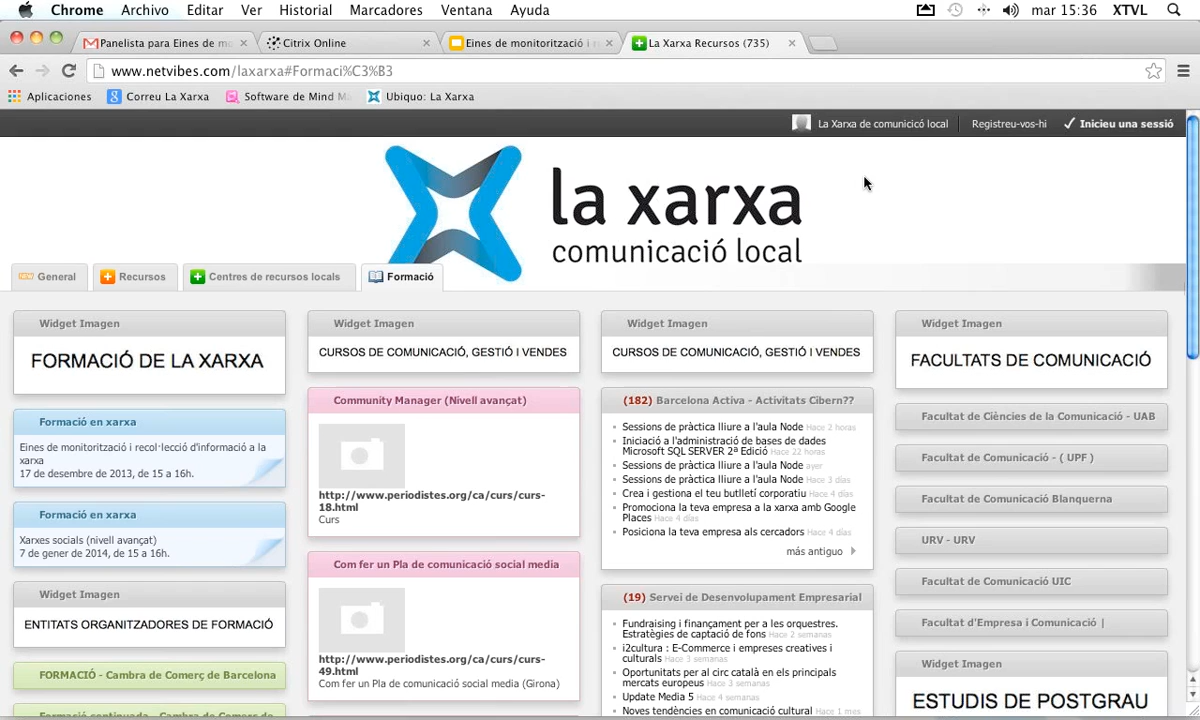 Chrome Archivo Editar Ver Historial Marcadores Ventana Ayuda mar 15:36 XTVL
Panelista para Eines de mo
Citrix Online
Eines de monitorització i r
La Xarxa Recursos (735)
www.netvibes.com/laxarxa#Formaci%C3%B3
Aplicaciones Correu La Xarxa Software de Mind Ma Ubiquo: La Xarxa
La Xarxa de comunicició local Registreu-vos-hi Inicieu una sessió
la xarxa
comunicació local
General Recursos Centres de recursos locals Formació
Widget Imagen
FORMACIÓ DE LA XARXA
Formació en xarxa
Eines de monitorització i recol·lecció d'informació a la
xarxa
17 de desembre de 2013, de 15 a 16h.
Formació en xarxa
Xarxes socials (nivell avançat)
7 de gener de 2014, de 15 a 16h.
Widget Imagen
ENTITATS ORGANITZADORES DE FORMACIÓ
FORMACIÓ - Cambra de Comerç de Barcelona
Formació continuada - Cambra de Comerç de
Widget Imagen
CURSOS DE COMUNICACIÓ, GESTIÓ I VENDES
Community Manager (Nivell avançat)
http://www.periodistes.org/ca/curs/curs-
18.html
Curs
Com fer un Pla de comunicació social media
http://www.periodistes.org/ca/curs/curs-
49.html
Com fer un Pla de comunicació social media (Girona)
Widget Imagen
CURSOS DE COMUNICACIÓ, GESTIÓ I VENDES
(182) Barcelona Activa - Activitats Cibern??
Sessions de pràctica lliure a l'aula Node Hace 2 horas
Iniciació a l'administració de bases de dades
Microsoft SQL SERVER 2ª Edició Hace 22 horas
Sessions de pràctica lliure a l'aula Node ayer
Sessions de pràctica lliure a l'aula Node Hace 3 días
Crea i gestiona el teu butlletí corporatiu Hace 4 días
Promociona la teva empresa a la xarxa amb Google
Places Hace 4 días
Posiciona la teva empresa als cercadors Hace 4 días
más antiguo
(19) Servei de Desenvolupament Empresarial
Fundraising i finançament per a les orquestres.
Estratègies de captació de fons Hace 2 semanas
i2cultura : E-Commerce i empreses creatives i
culturals Hace 3 semanas
Oportunitats per al circ català en els principals
mercats europeus Hace 3 semanas
Update Media 5 Hace 4 semanas
Noves tendències en comunicació cultural Hace 1 mes
Widget Imagen
FACULTATS DE COMUNICACIÓ
Facultat de Ciències de la Comunicació - UAB
Facultat de Comunicació - ( UPF )
Facultat de Comunicació Blanquerna
URV - URV
Facultat de Comunicació UIC
Facultat d'Empresa i Comunicació |
Widget Imagen
ESTUDIS DE POSTGRAU